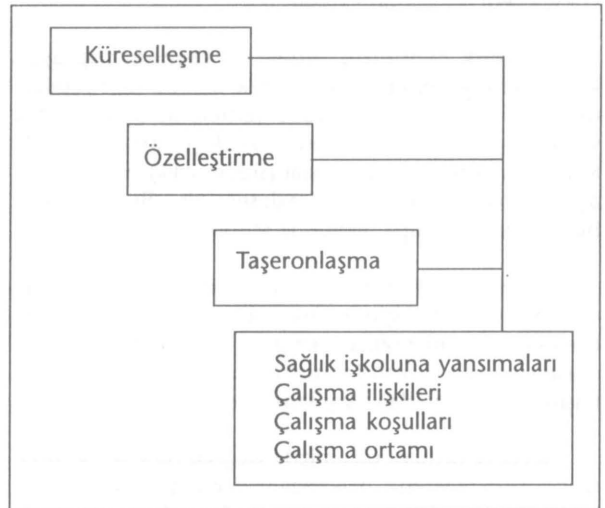 Küreselleşme
Özelleştirme
Taşeronlaşma
Sağlık işkoluna yansımaları
Çalışma ilişkileri
Çalışma koşulları
Çalışma ortamı